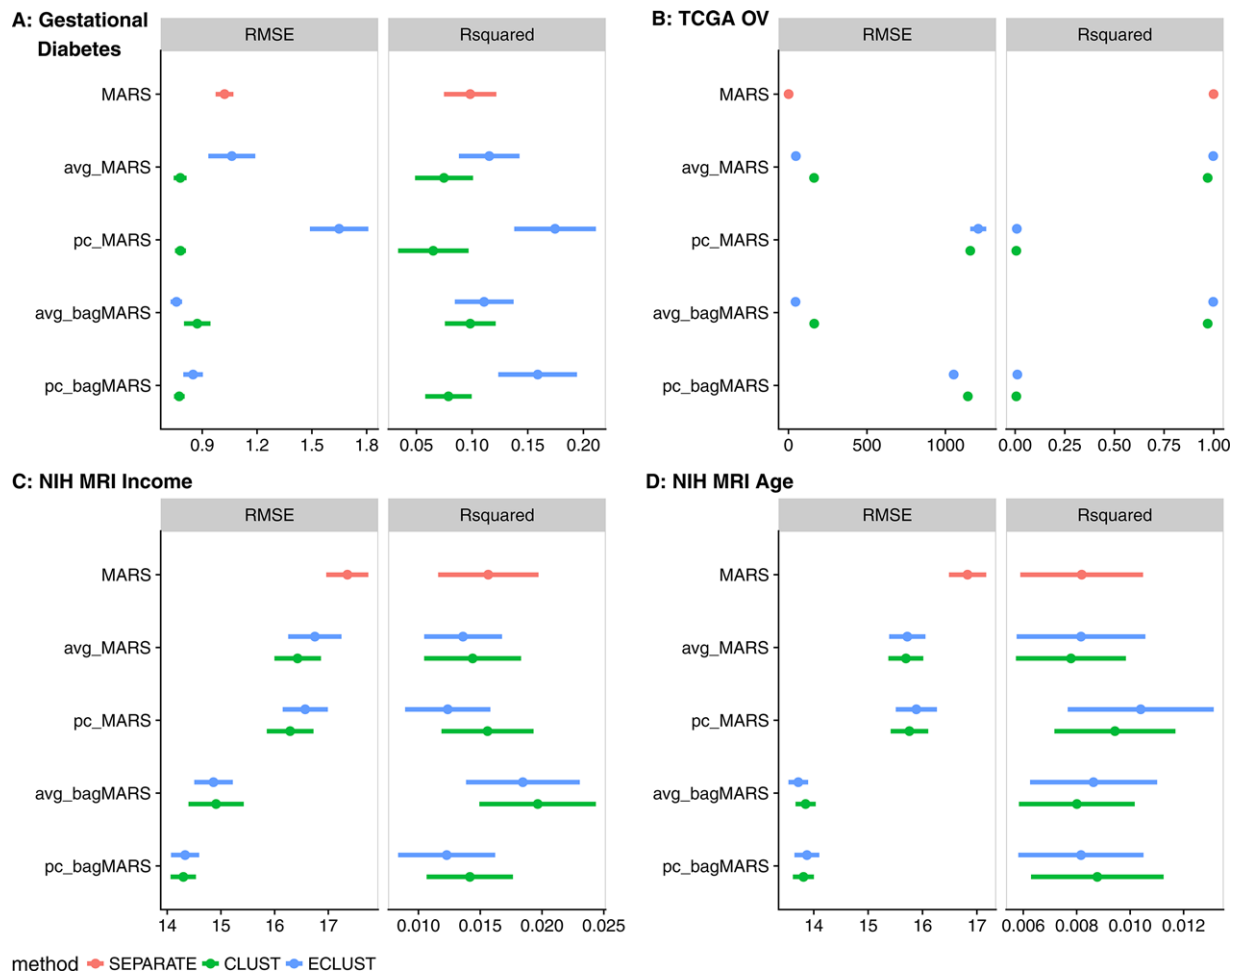 A: Gestational
Diabetes
RMSE
Rsquared
MARS
avg_MARS
pc_MARS
avg_bagMARS
pc_bagMARS
0.9 1.2 1.5 1.8
0.05 0.10 0.15 0.20
B: TCGA OV
RMSE
Rsquared
MARS
avg_MARS
pc_MARS
avg_bagMARS
pc_bagMARS
0 500 1000
0.00 0.25 0.50 0.75 1.00
C: NIH MRI Income
RMSE
Rsquared
MARS
avg_MARS
pc_MARS
avg_bagMARS
pc_bagMARS
14 15 16 17
0.010 0.015 0.020 0.025
D: NIH MRI Age
RMSE
Rsquared
MARS
avg_MARS
pc_MARS
avg_bagMARS
pc_bagMARS
14 15 16 17
0.006 0.008 0.010 0.012
method SEPARATE CLUST ECLUST